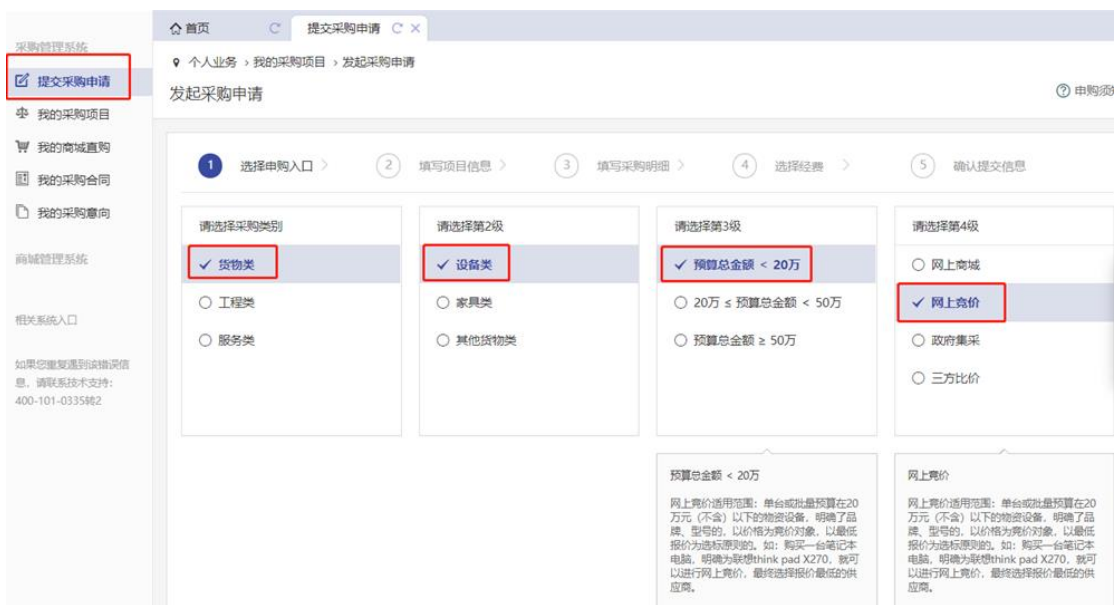 首页
提交采购申请
采购管理系统
提交采购申请
我的采购项目
我的商城直购
我的采购合同
我的采购意向
商城管理系统
相关系统入口
如果您重复遇到该错误信
息，请联系技术支持：
400-101-0335转2
个人业务 › 我的采购项目 › 发起采购申请
发起采购申请
申购须
1 选择申购入口
2 填写项目信息
3 填写采购明细
4 选择经费
5 确认提交信息
请选择采购类别
货物类
工程类
服务类
请选择第2级
设备类
家具类
其他货物类
请选择第3级
预算总金额 < 20万
20万 ≤ 预算总金额 < 50万
预算总金额 ≥ 50万
请选择第4级
网上商城
网上竞价
政府集采
三方比价
预算总金额 < 20万
网上竞价适用范围：单台或批量预算在20
万元（不含）以下的物资设备，明确了品
牌、型号的，以价格为竞价对象，以最低
报价为选标原则的。如：购买一台笔记本
电脑，明确为联想think pad X270，就可
以进行网上竞价，最终选择报价最低的供
应商。
网上竞价
网上竞价适用范围：单台或批量预算在20
万元（不含）以下的物资设备，明确了品
牌、型号的，以价格为竞价对象，以最低
报价为选标原则的。如：购买一台笔记本
电脑，明确为联想think pad X270，就可
以进行网上竞价，最终选择报价最低的供
应商。